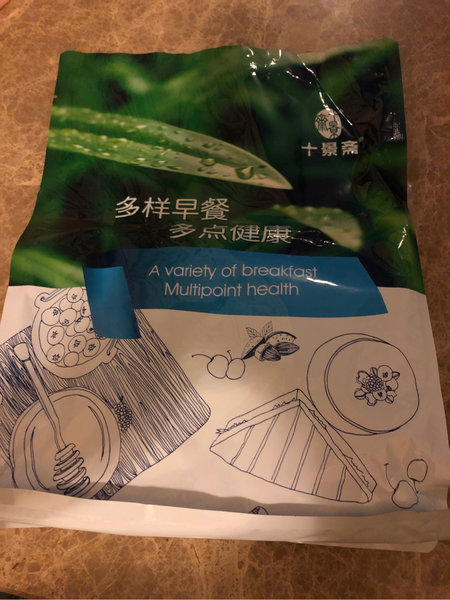 十景斋
多样早餐
多点健康
A variety of breakfast
Multipoint health